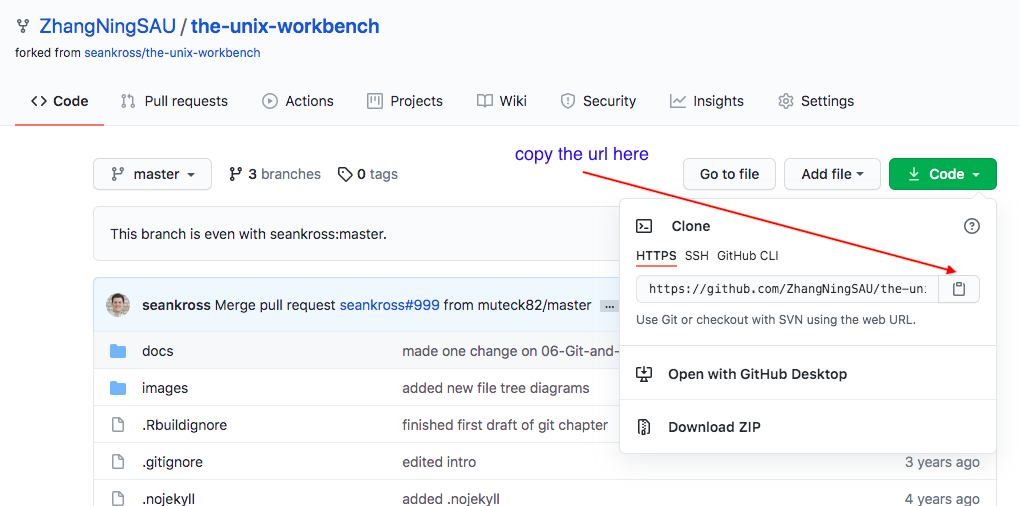 ZhangNingSAU / the-unix-workbench
forked from seankross/the-unix-workbench
Code Pull requests Actions Projects Wiki Security Insights Settings
copy the url here
master 3 branches 0 tags Go to file Add file Code
This branch is even with seankross:master.
Clone
HTTPS SSH GitHub CLI
https://github.com/ZhangNingSAU/the-uni
Use Git or checkout with SVN using the web URL.
Open with GitHub Desktop
Download ZIP
seankross Merge pull request seankross#999 from muteck82/master ...
docs made one change on 06-Git-and-
images added new file tree diagrams
.Rbuildignore finished first draft of git chapter
.gitignore edited intro 3 years ago
.nojekyll added .nojekyll 4 years ago